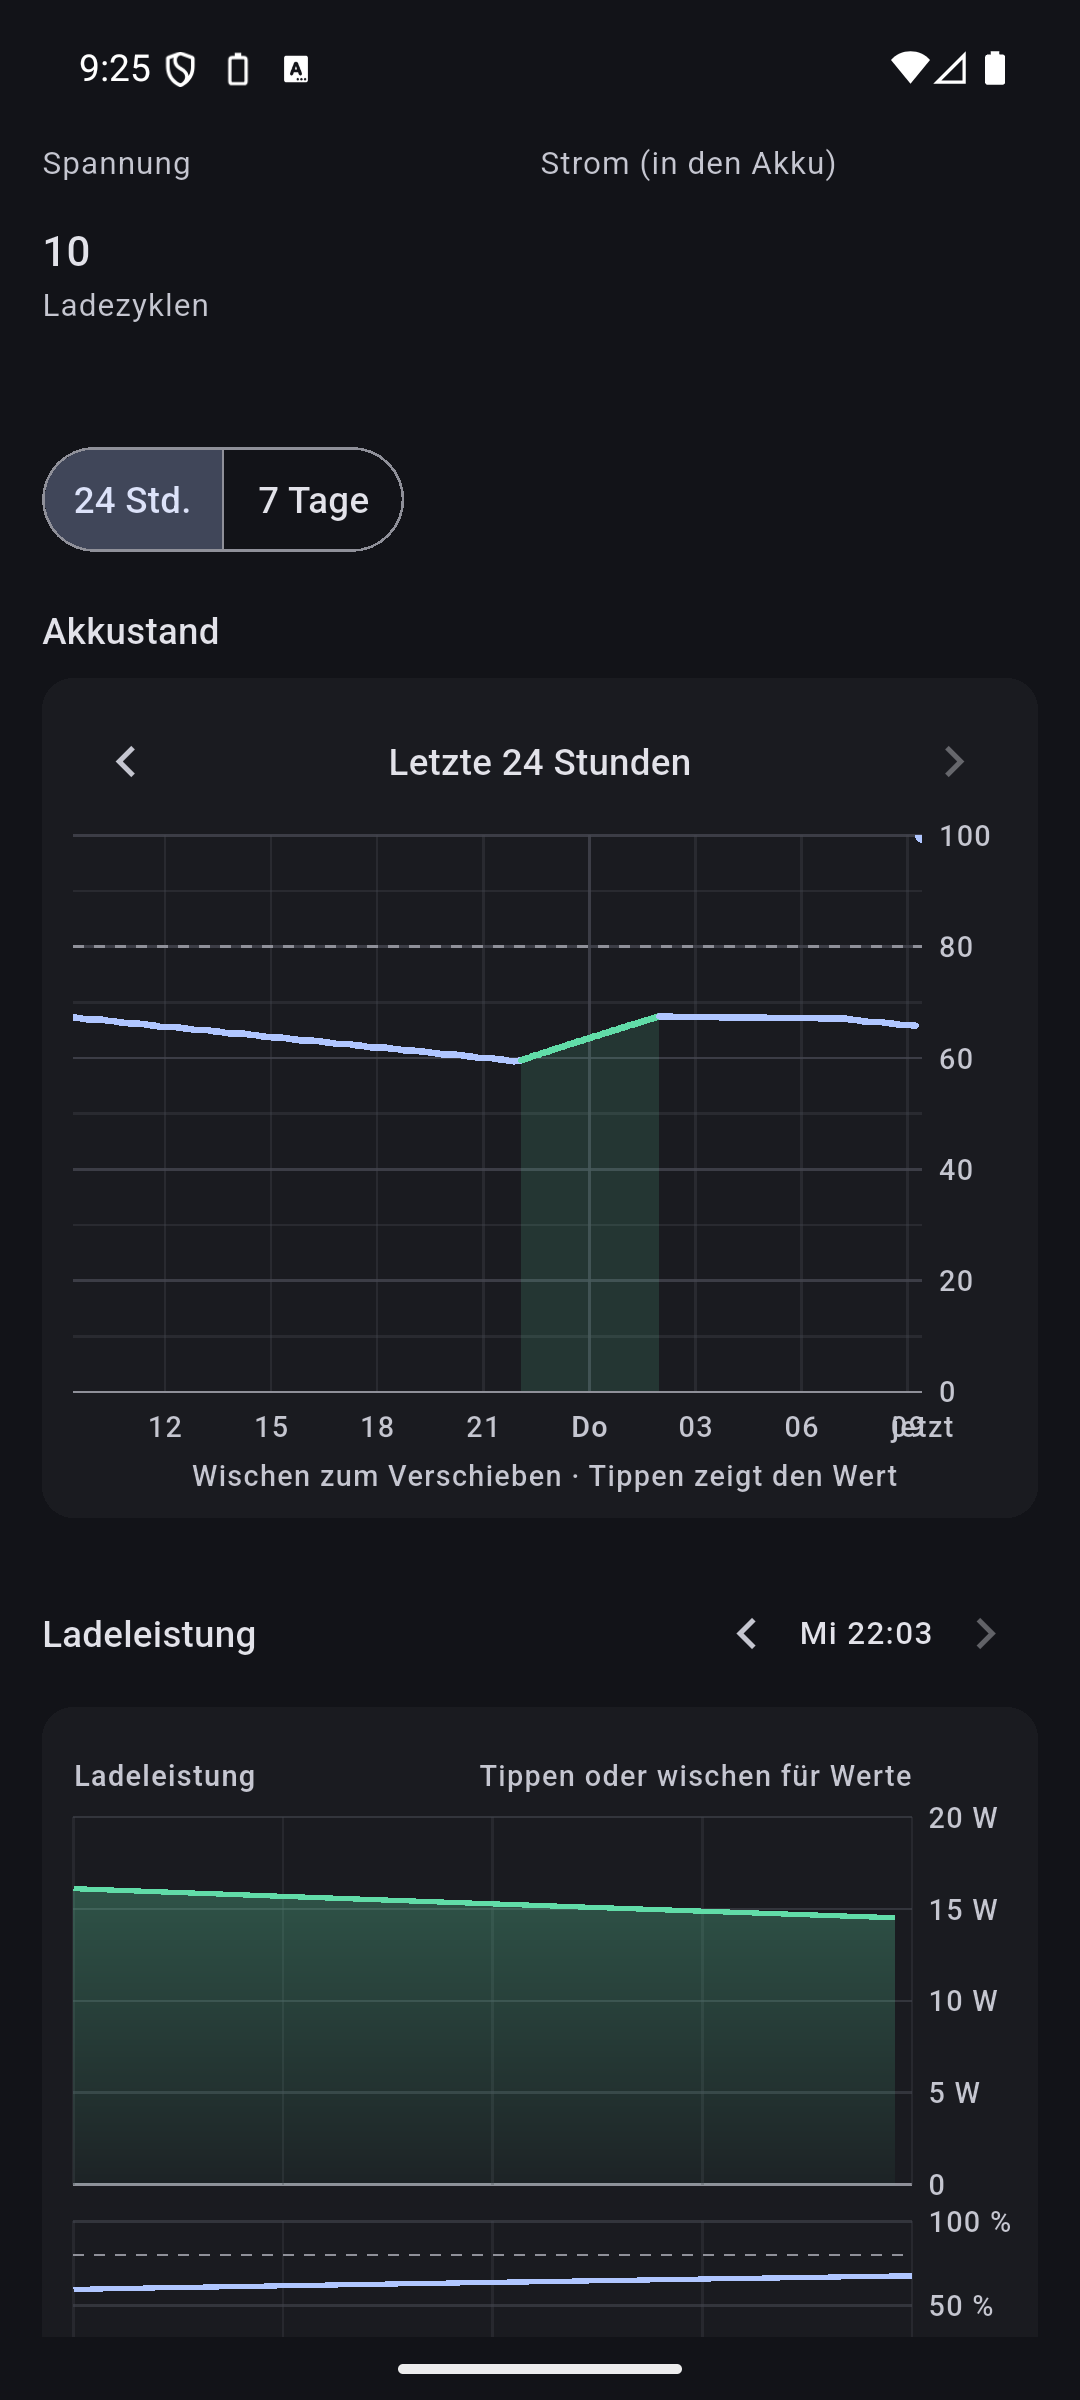 9:25
Spannung
Strom (in den Akku)
10
Ladezyklen
24 Std.
7 Tage
Akkustand
Letzte 24 Stunden
100
80
60
40
20
0
12 15 18 21 Do 03 06 09 jetzt
Wischen zum Verschieben · Tippen zeigt den Wert
Ladeleistung
Mi 22:03
Ladeleistung
Tippen oder wischen für Werte
20 W
15 W
10 W
5 W
0
100 %
50 %